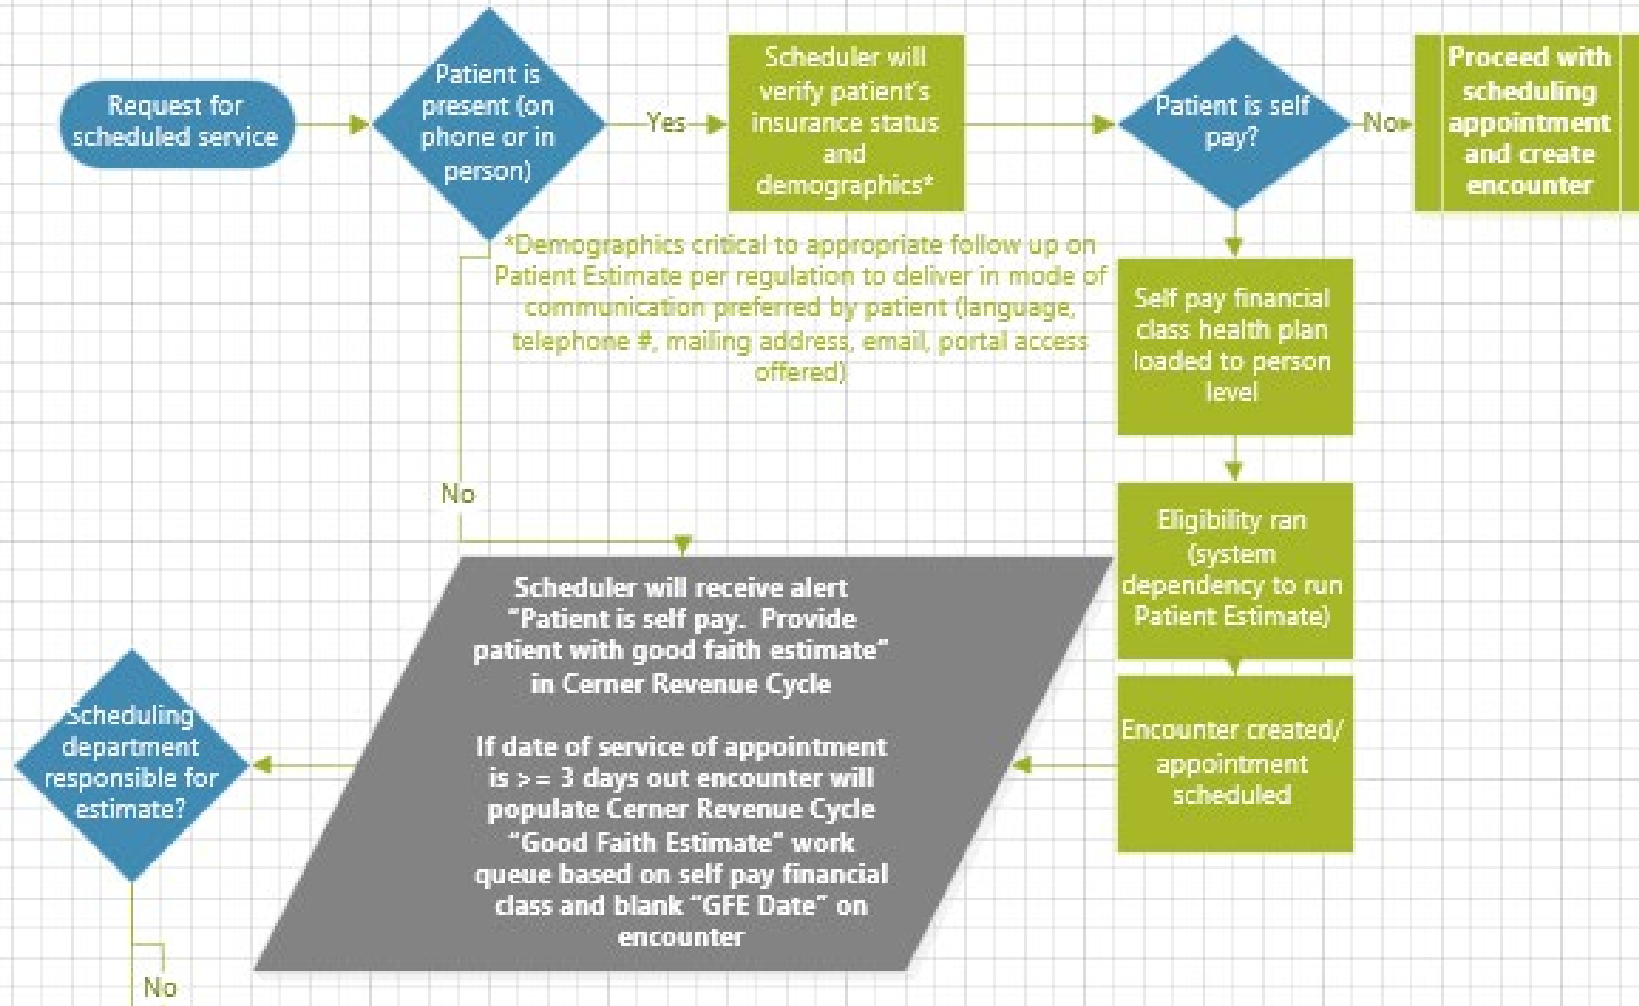 Request for
scheduled service
Patient is
present (on
phone or in
person)
Yes
Scheduler will
verify patient's
insurance status
and
demographics*
Patient is self
pay?
No
Proceed with
scheduling
appointment
and create
encounter
*Demographics critical to appropriate follow up on
Patient Estimate per regulation to deliver in mode of
communication preferred by patient (language,
telephone #, mailing address, email, portal access
offered)
Self pay financial
class health plan
loaded to person
level
No
Eligibility ran
(system
dependency to run
Patient Estimate)
Encounter created/
appointment
scheduled
Scheduler will receive alert
"Patient is self pay.  Provide
patient with good faith estimate"
in Cerner Revenue Cycle
If date of service of appointment
is >= 3 days out encounter will
populate Cerner Revenue Cycle
"Good Faith Estimate" work
queue based on self pay financial
class and blank "GFE Date" on
encounter
Scheduling
department
responsible for
estimate?
No